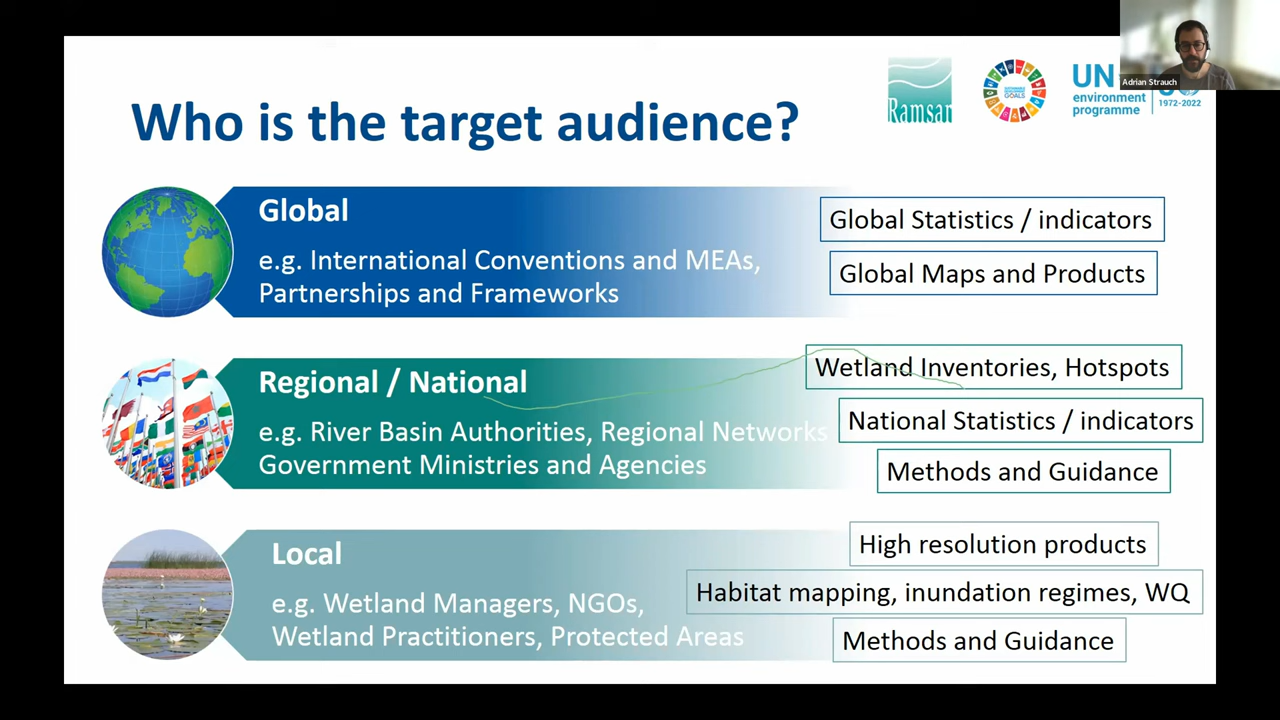 Adrian Strauch
Ramsar
SUSTAINABLE DEVELOPMENT GOALS
UN
environment
programme
1972-2022
Who is the target audience?
Global
e.g. International Conventions and MEAs,
Partnerships and Frameworks
Global Statistics / indicators
Global Maps and Products
Regional / National
e.g. River Basin Authorities, Regional Networks
Government Ministries and Agencies
Wetland Inventories, Hotspots
National Statistics / indicators
Methods and Guidance
Local
e.g. Wetland Managers, NGOs,
Wetland Practitioners, Protected Areas
High resolution products
Habitat mapping, inundation regimes, WQ
Methods and Guidance